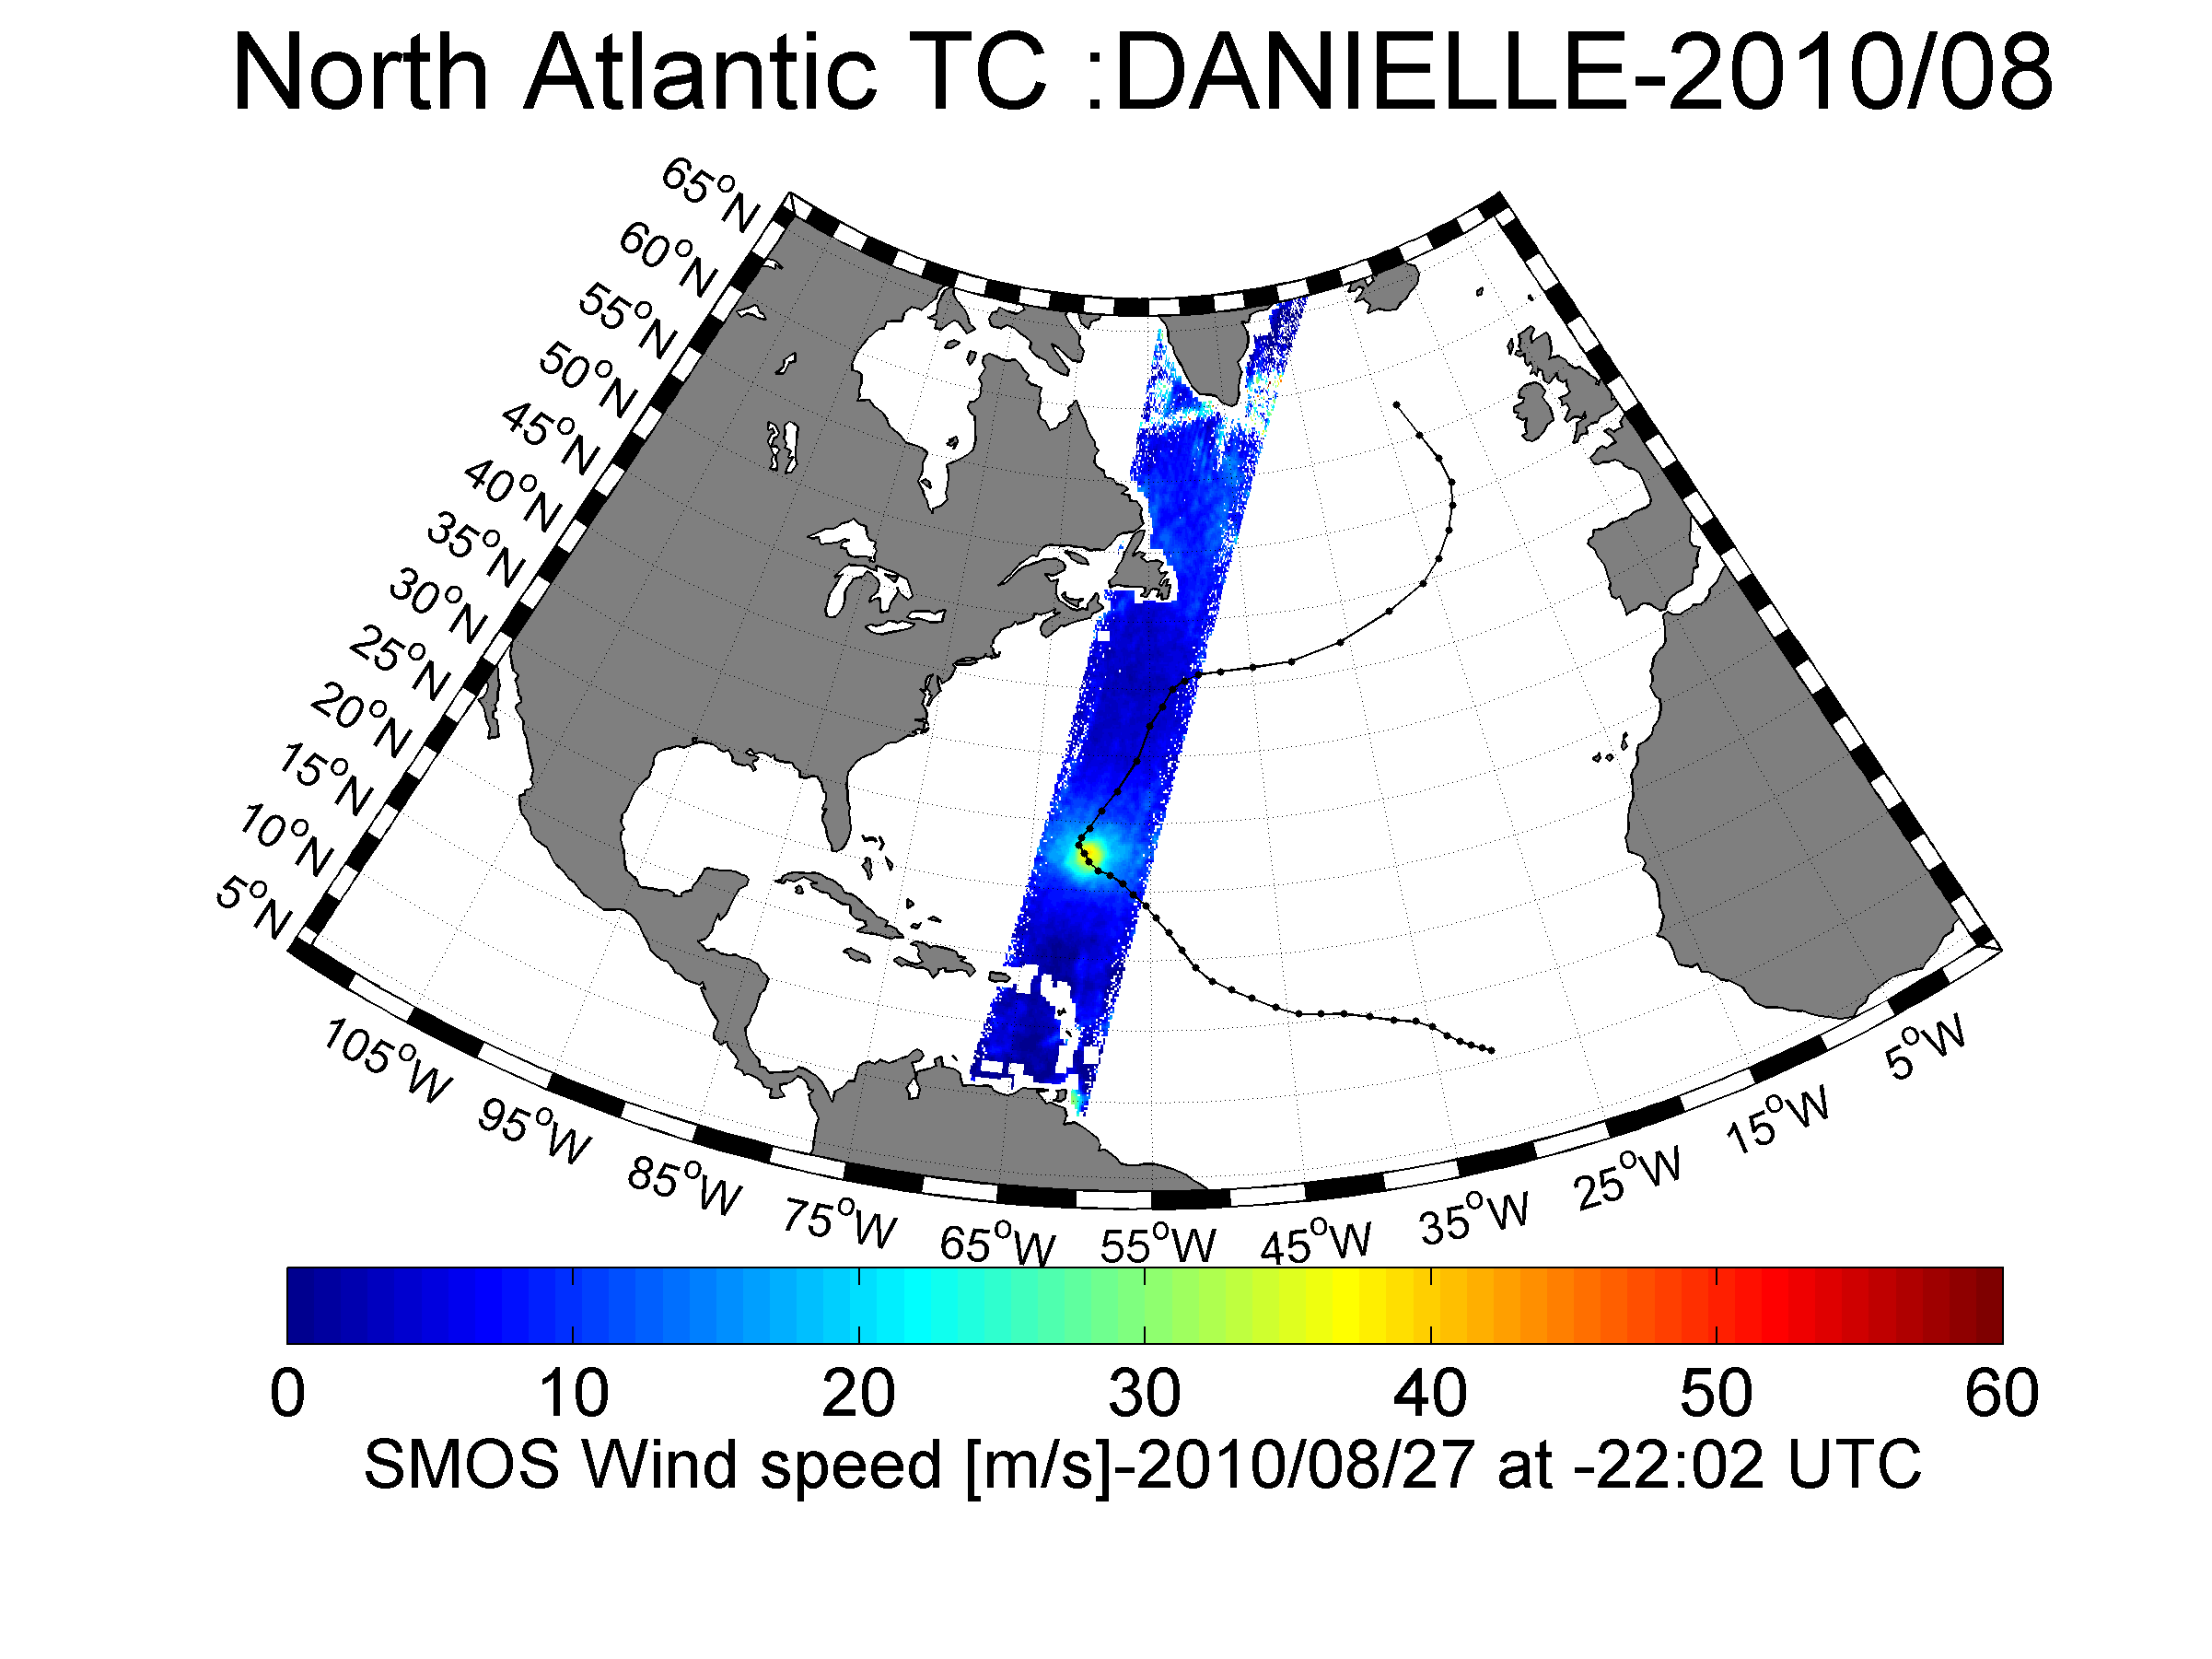 North Atlantic TC :DANIELLE-2010/08
65°N
60°N
55°N
50°N
45°N
40°N
35°N
30°N
25°N
20°N
15°N
10°N
5°N
105°W
95°W
85°W
75°W
65°W
55°W
45°W
35°W
25°W
15°W
5°W
0 10 20 30 40 50 60
SMOS Wind speed [m/s]-2010/08/27 at -22:02 UTC